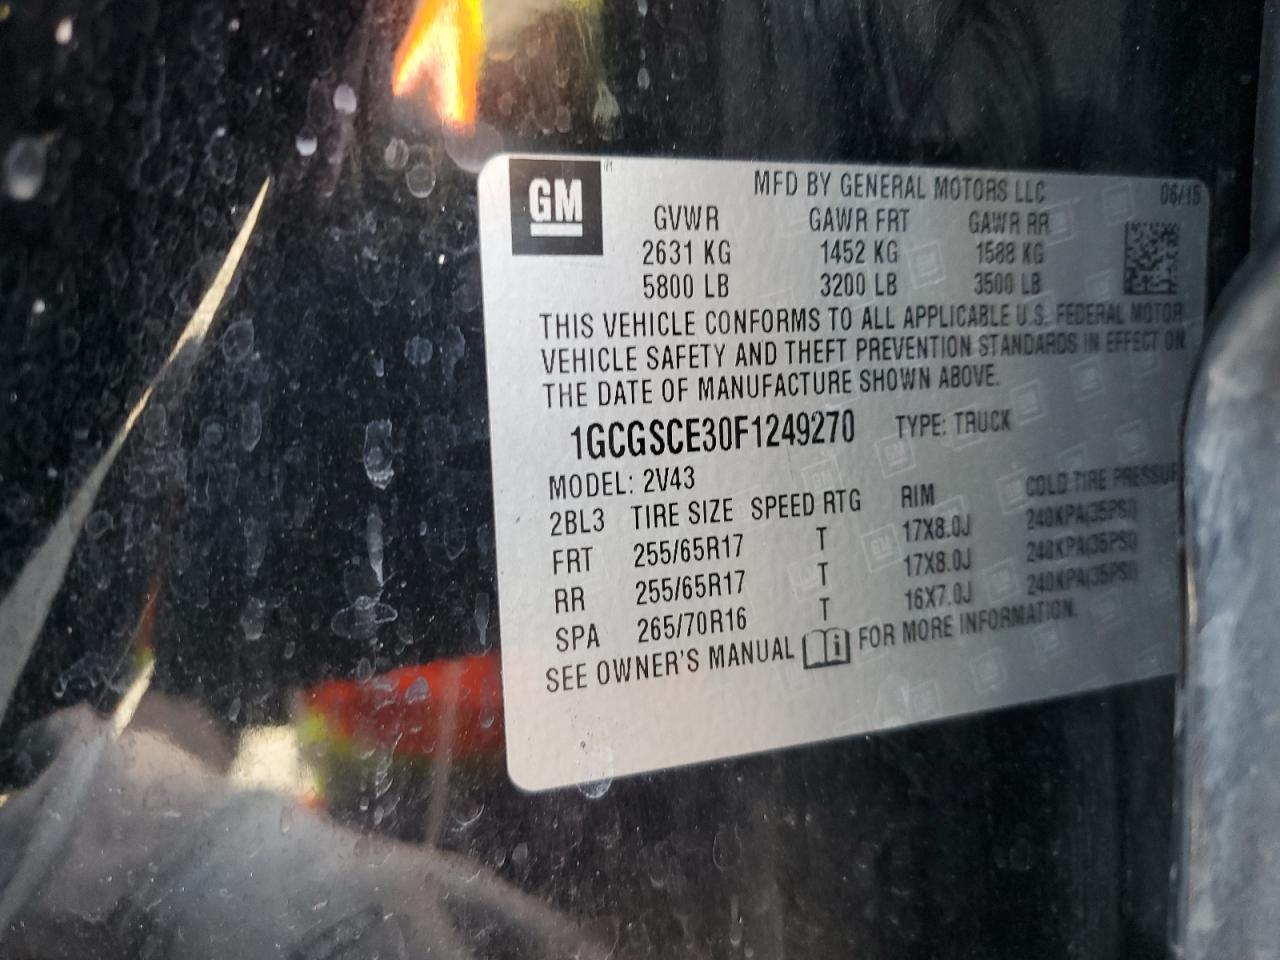 GM
MFD BY GENERAL MOTORS LLC 06/15
GVWR GAWR FRT GAWR RR
2631 KG 1452 KG 1588 KG
5800 LB 3200 LB 3500 LB
THIS VEHICLE CONFORMS TO ALL APPLICABLE U.S. FEDERAL MOTOR
VEHICLE SAFETY AND THEFT PREVENTION STANDARDS IN EFFECT ON
THE DATE OF MANUFACTURE SHOWN ABOVE.
1GCGSCE30F1249270 TYPE: TRUCK
MODEL: 2V43
2BL3 TIRE SIZE SPEED RTG RIM COLD TIRE PRESSUR
FRT 255/65R17 T 17X8.0J 240KPA(35PSI)
RR 255/65R17 T 17X8.0J 240KPA(35PSI)
SPA 265/70R16 T 16X7.0J 240KPA(35PSI)
SEE OWNER'S MANUAL i FOR MORE INFORMATION.